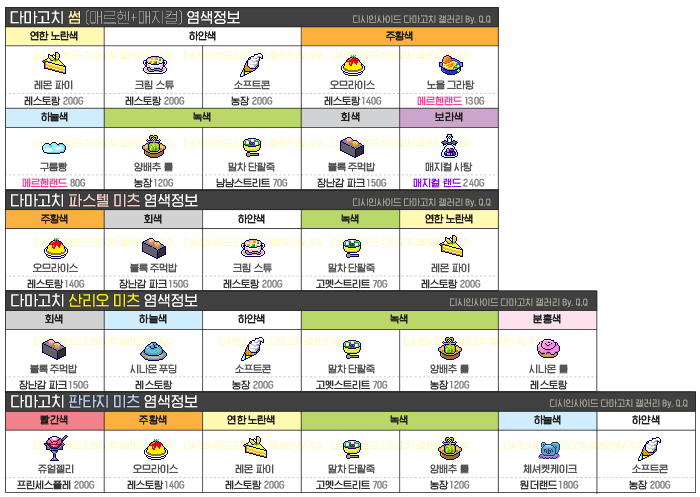 다마고치 썸 (메르헨+매지컬) 염색정보 디시인사이드 다마고치 갤러리 By. Q.Q
연한 노란색 하얀색 주황색
레몬 파이 크림 스튜 소프트콘 오므라이스 노을 그라탕
레스토랑 200G 레스토랑 200G 농장 200G 레스토랑 140G 메르헨랜드 130G
하늘색 녹색 회색 보라색
구름빵 양배추 롤 말차 단팥죽 블록 주먹밥 매지컬 사탕
메르헨랜드 80G 농장 120G 냠냠스트리트 70G 장난감 파크 150G 매지컬 랜드 240G
다마고치 파스텔 미츠 염색정보 디시인사이드 다마고치 갤러리 By. Q.Q
주황색 회색 하얀색 녹색 연한 노란색
오므라이스 블록 주먹밥 크림 스튜 말차 단팥죽 레몬 파이
레스토랑 140G 장난감 파크 150G 레스토랑 200G 고멧스트리트 70G 레스토랑 200G
다마고치 산리오 미츠 염색정보 디시인사이드 다마고치 갤러리 By. Q.Q
회색 하늘색 하얀색 녹색 분홍색
블록 주먹밥 시나몬 푸딩 소프트콘 말차 단팥죽 양배추 롤 시나몬 롤
장난감 파크 150G 레스토랑 농장 200G 고멧스트리트 70G 농장 120G 레스토랑
다마고치 판타지 미츠 염색정보 디시인사이드 다마고치 갤러리 By. Q.Q
빨간색 주황색 연한 노란색 녹색 하늘색 하얀색
쥬얼젤리 오므라이스 레몬 파이 말차 단팥죽 양배추 롤 체셔캣케이크 소프트콘
프린세스플레 200G 레스토랑 140G 레스토랑 200G 고멧스트리트 70G 농장 120G 원더랜드 180G 농장 200G